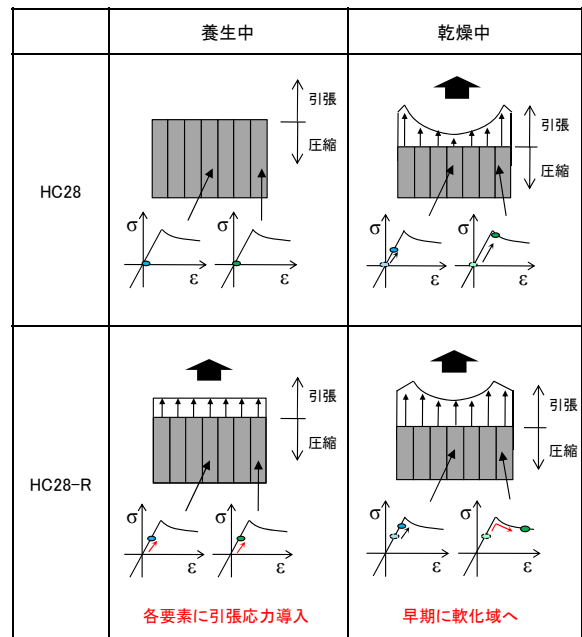 養生中
乾燥中
HC28
引張
圧縮
σ
ε
σ
ε
引張
圧縮
σ
ε
σ
ε
HC28-R
引張
圧縮
σ
ε
σ
ε
各要素に引張応力導入
引張
圧縮
σ
ε
σ
ε
早期に軟化域へ